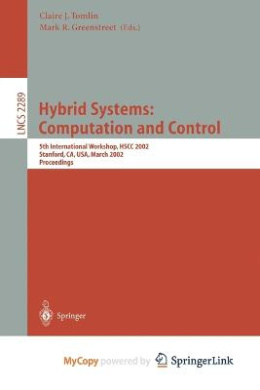 Claire J. Tomlin
Mark R. Greenstreet (Eds.)
LNCS 2289
Hybrid Systems:
Computation and Control
5th International Workshop, HSCC 2002
Stanford, CA, USA, March 2002
Proceedings
Springer
MyCopy powered by SpringerLink